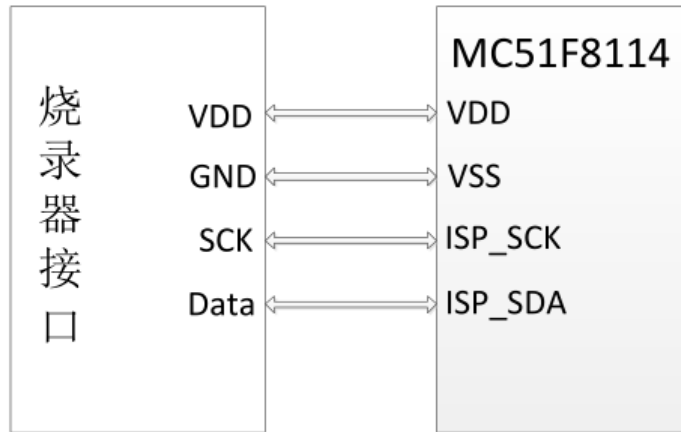 烧录器接口
VDD
GND
SCK
Data
MC51F8114
VDD
VSS
ISP_SCK
ISP_SDA